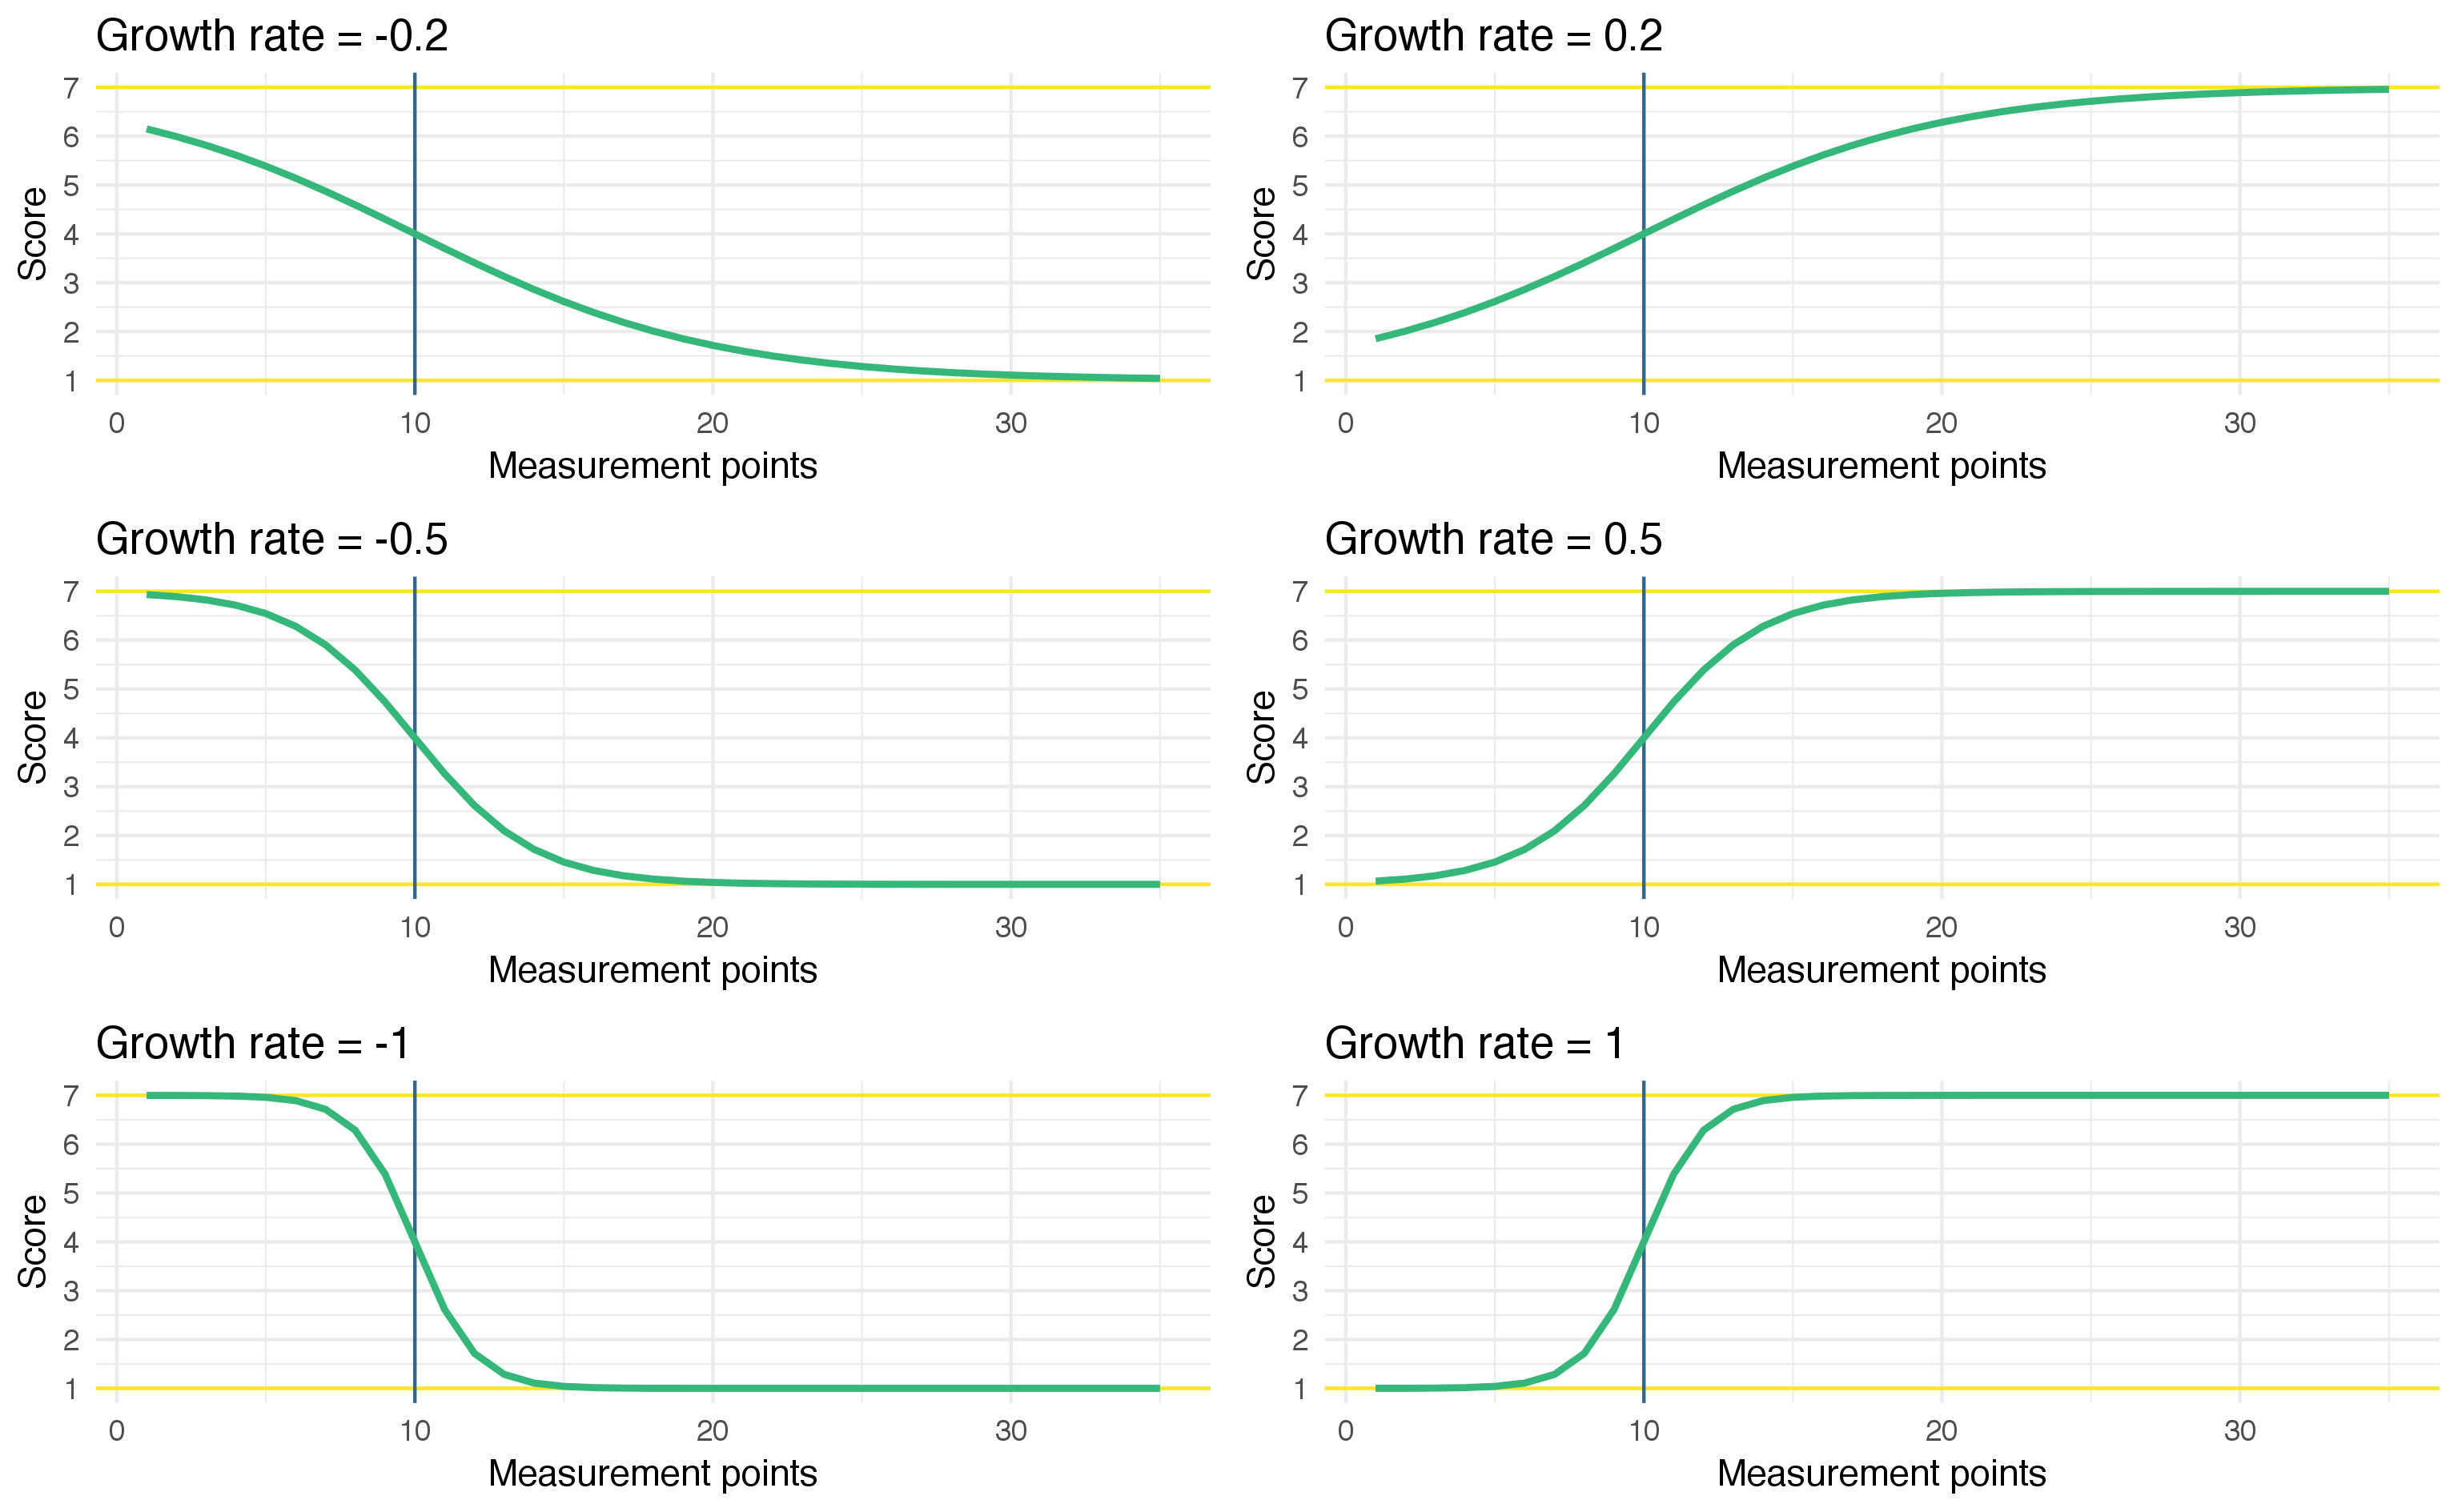 Growth rate = -0.2
7
6
5
4
3
2
1
Score
0 10 20 30
Measurement points
Growth rate = 0.2
7
6
5
4
3
2
1
Score
0 10 20 30
Measurement points
Growth rate = -0.5
7
6
5
4
3
2
1
Score
0 10 20 30
Measurement points
Growth rate = 0.5
7
6
5
4
3
2
1
Score
0 10 20 30
Measurement points
Growth rate = -1
7
6
5
4
3
2
1
Score
0 10 20 30
Measurement points
Growth rate = 1
7
6
5
4
3
2
1
Score
0 10 20 30
Measurement points